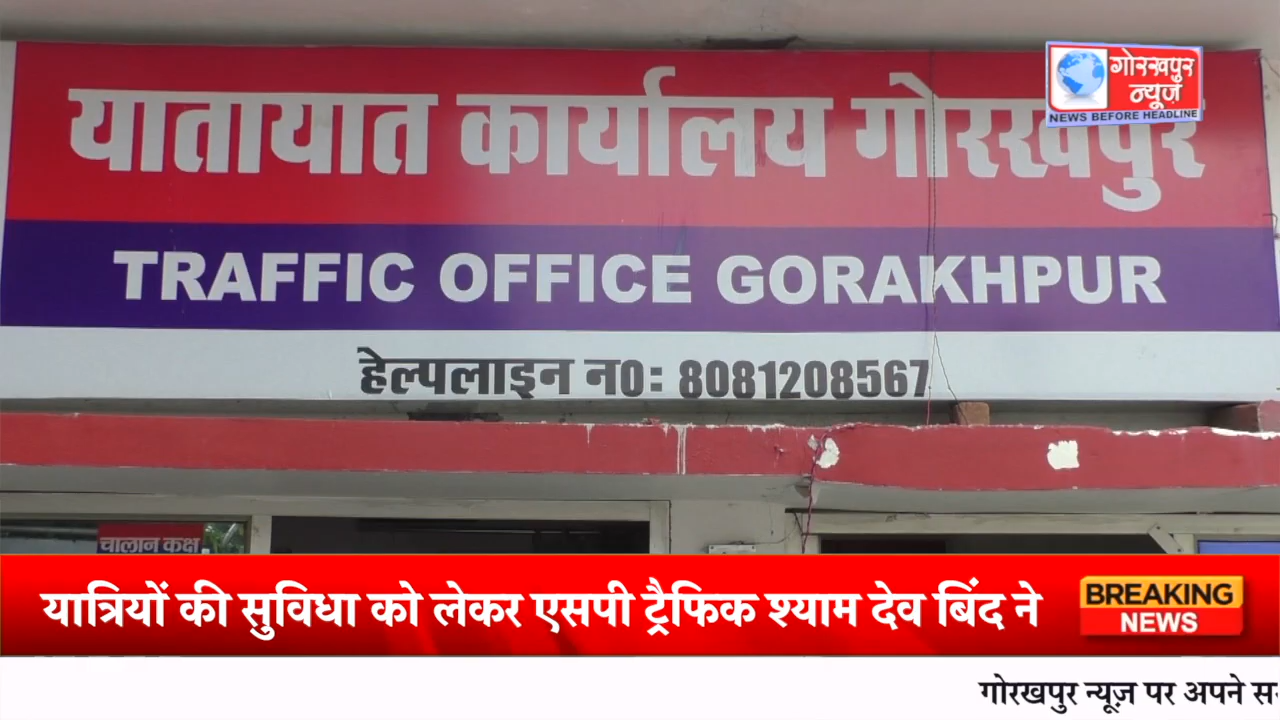 यातायात कार्यालय गोरखपुर
गोरखपुर
न्यूज़
NEWS BEFORE HEADLINE
TRAFFIC OFFICE GORAKHPUR
हेल्पलाइन न0: 8081208567
चालान कक्ष
यात्रियों की सुविधा को लेकर एसपी ट्रैफिक श्याम देव बिंद ने
BREAKING
NEWS
गोरखपुर न्यूज़ पर अपने